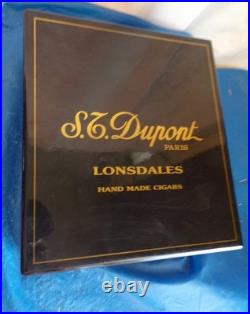 S.T. Dupont
PARIS
LONSDALES
HAND MADE CIGARS